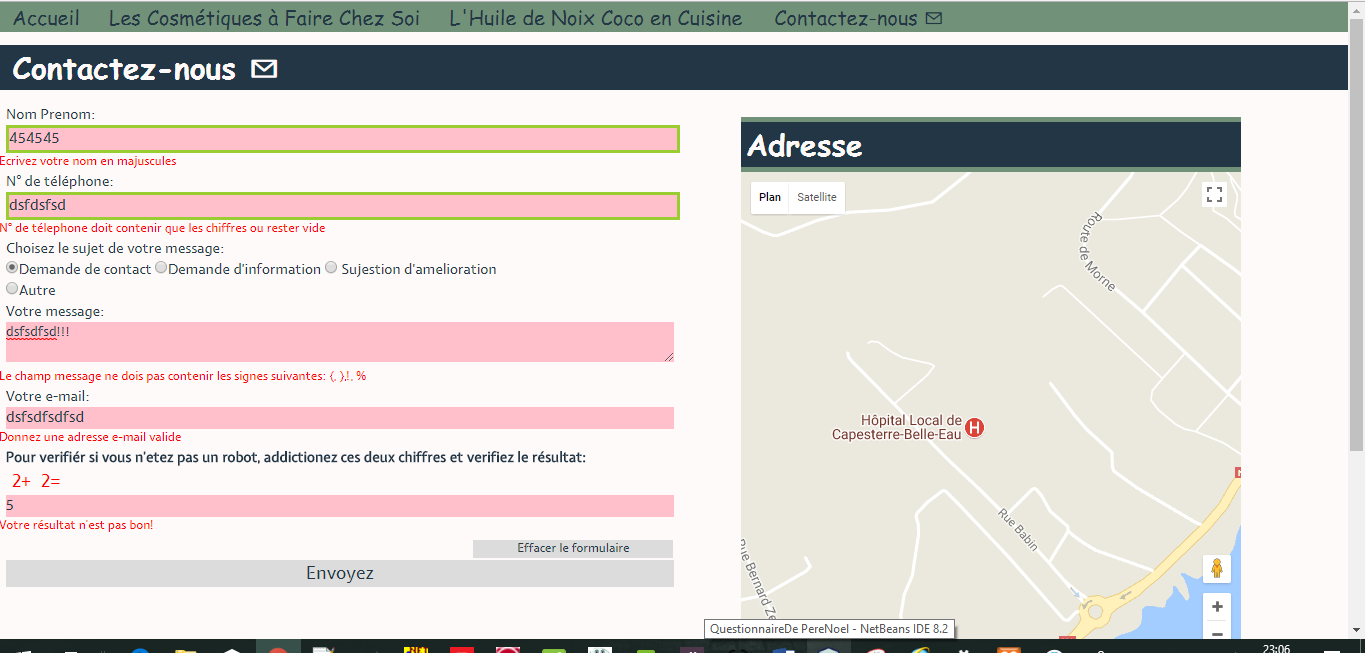 Accueil Les Cosmétiques à Faire Chez Soi L'Huile de Noix Coco en Cuisine Contactez-nous
Contactez-nous
Nom Prenom:
454545
Ecrivez votre nom en majuscules
N° de téléphone:
dsfdsfsd
N° de télephone doit contenir que les chiffres ou rester vide
Choisez le sujet de votre message:
Demande de contact Demande d'information Sujestion d'amelioration
Autre
Votre message:
dsfsdfsd!!!
Le champ message ne dois pas contenir les signes suivantes: {, },!, %
Votre e-mail:
dsfsdfsdfsd
Donnez une adresse e-mail valide
Pour verifiér si vous n'etez pas un robot, addictionez ces deux chiffres et verifiez le résultat:
2+ 2=
5
Votre résultat n'est pas bon!
Effacer le formulaire
Envoyez
Adresse
Plan Satellite
Route de Morne
Hôpital Local de
Capesterre-Belle-Eau
H
Rue Babin
Rue Bernard Ze
QuestionnaireDe PereNoel - NetBeans IDE 8.2
23:06